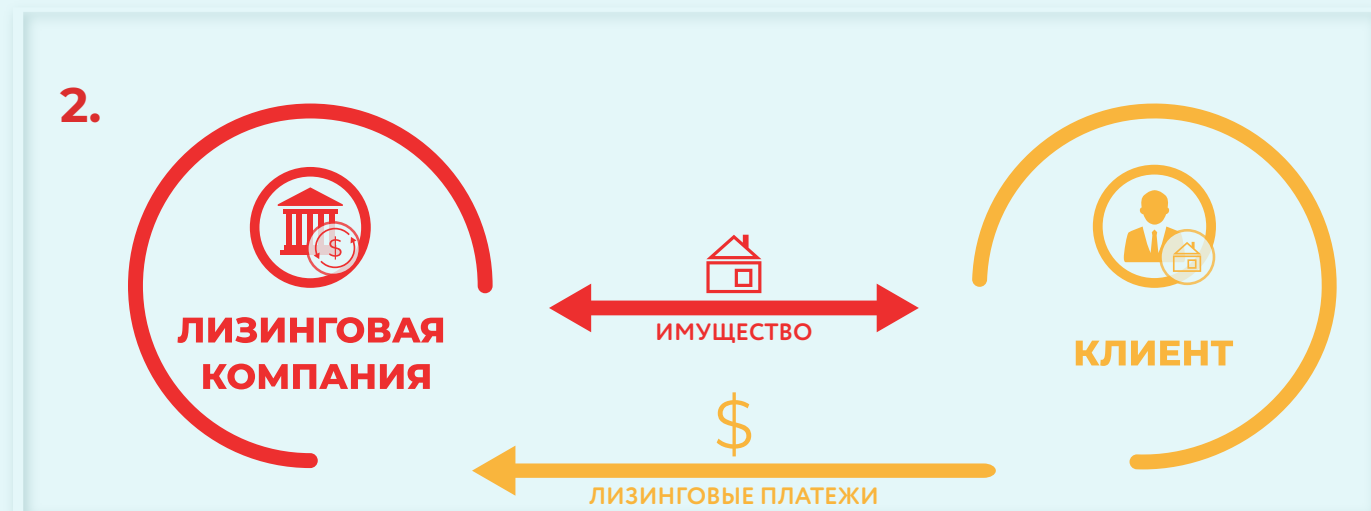 2.
ЛИЗИНГОВАЯ
КОМПАНИЯ
$
ИМУЩЕСТВО
КЛИЕНТ
$
ЛИЗИНГОВЫЕ ПЛАТЕЖИ